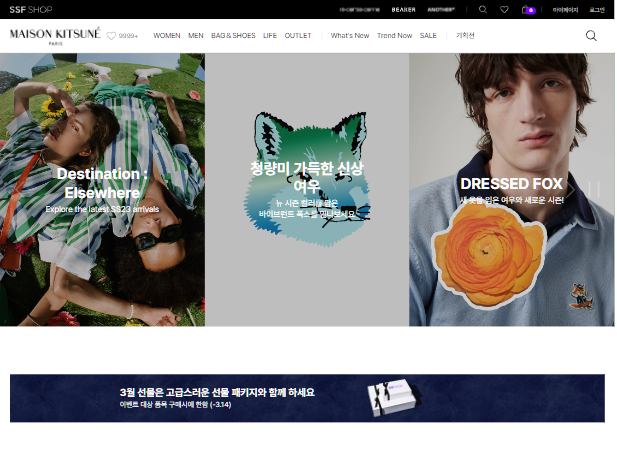 SSF SHOP
BEAKER
ANOTHER#
0
마이페이지
로그인
MAISON KITSUNÉ
PARIS
9999+
WOMEN MEN BAG & SHOES LIFE OUTLET What's New Trend Now SALE 기획전
Destination :
Elsewhere
Explore the latest SS23 arrivals
청량미 가득한 신상
여우
뉴 시즌 컬러를 담은
바이브런트 폭스를 만나보세요
DRESSED FOX
새 옷을 입은 여우와 새로운 시즌!
3월 선물은 고급스러운 선물 패키지와 함께 하세요
이벤트 대상 품목 구매시에 한함 (~3.14)